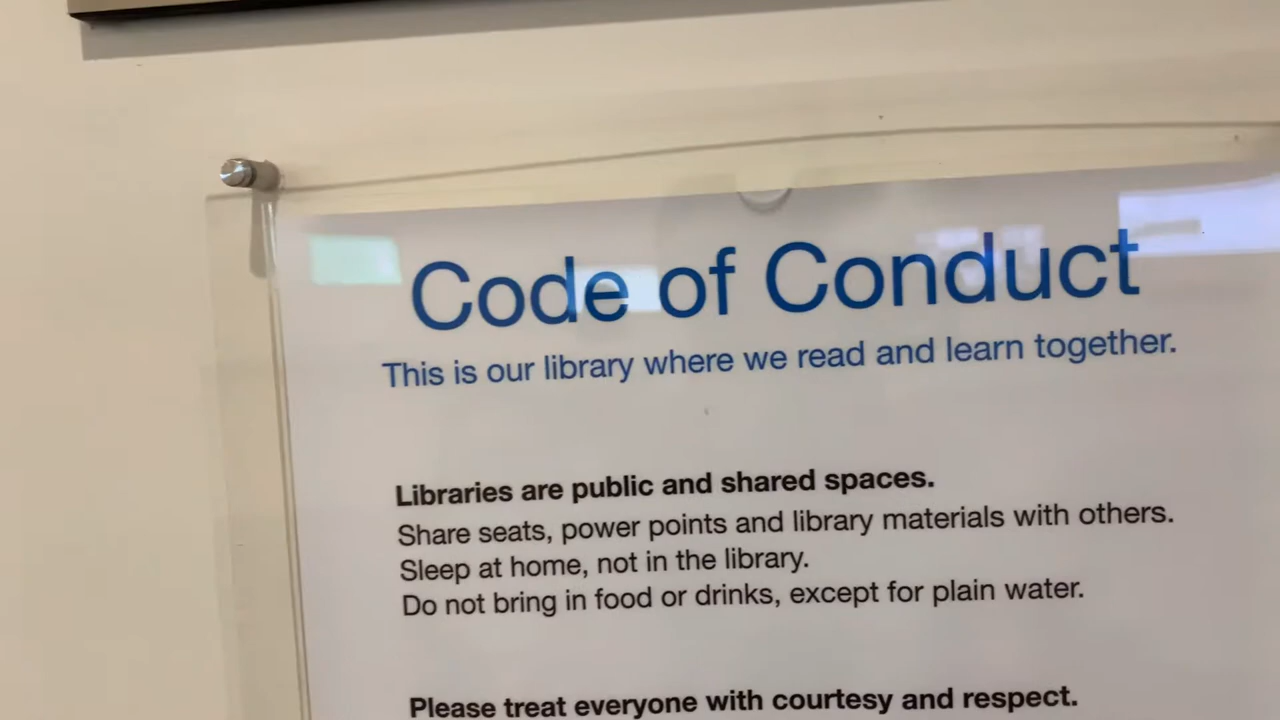 Code of Conduct
This is our library where we read and learn together.
Libraries are public and shared spaces.
Share seats, power points and library materials with others.
Sleep at home, not in the library.
Do not bring in food or drinks, except for plain water.
Please treat everyone with courtesy and respect.